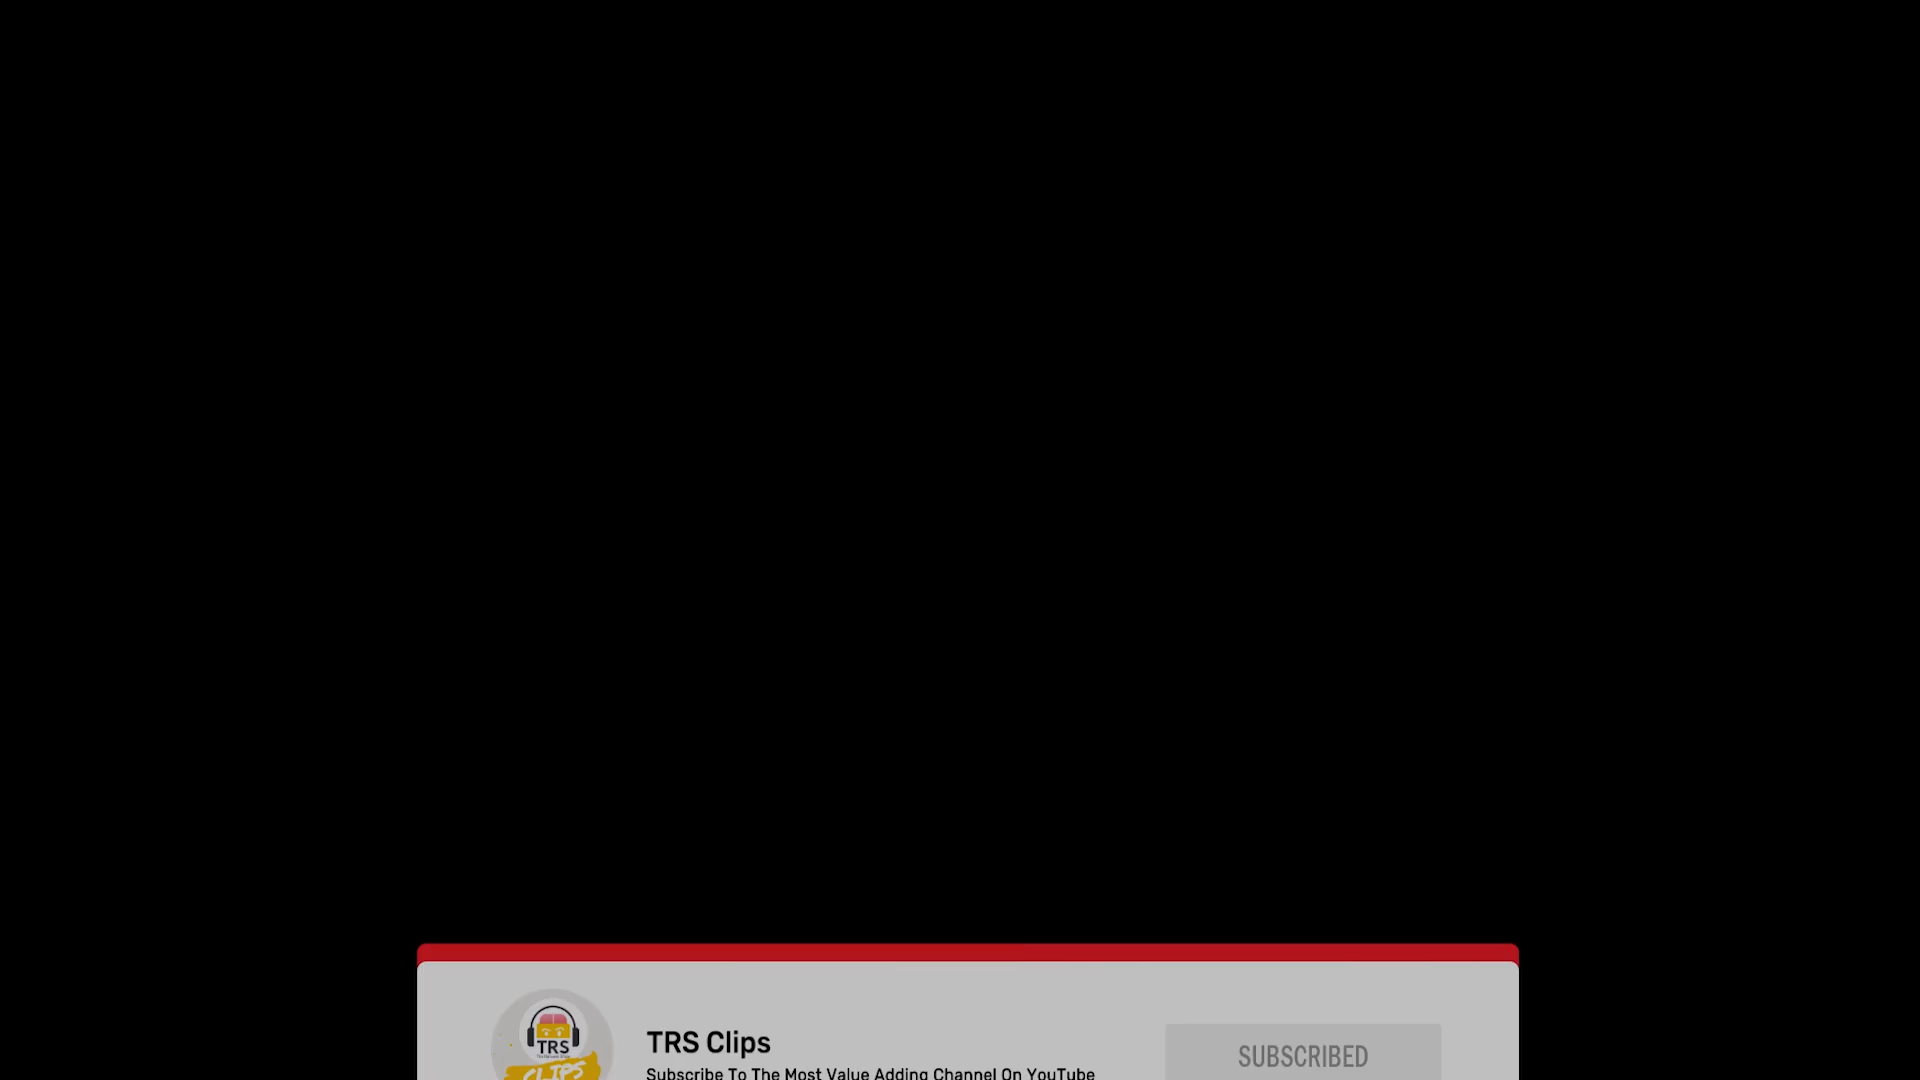 TRS
CLIPS
TRS Clips
Subscribe To The Most Value Adding Channel On YouTube
SUBSCRIBED